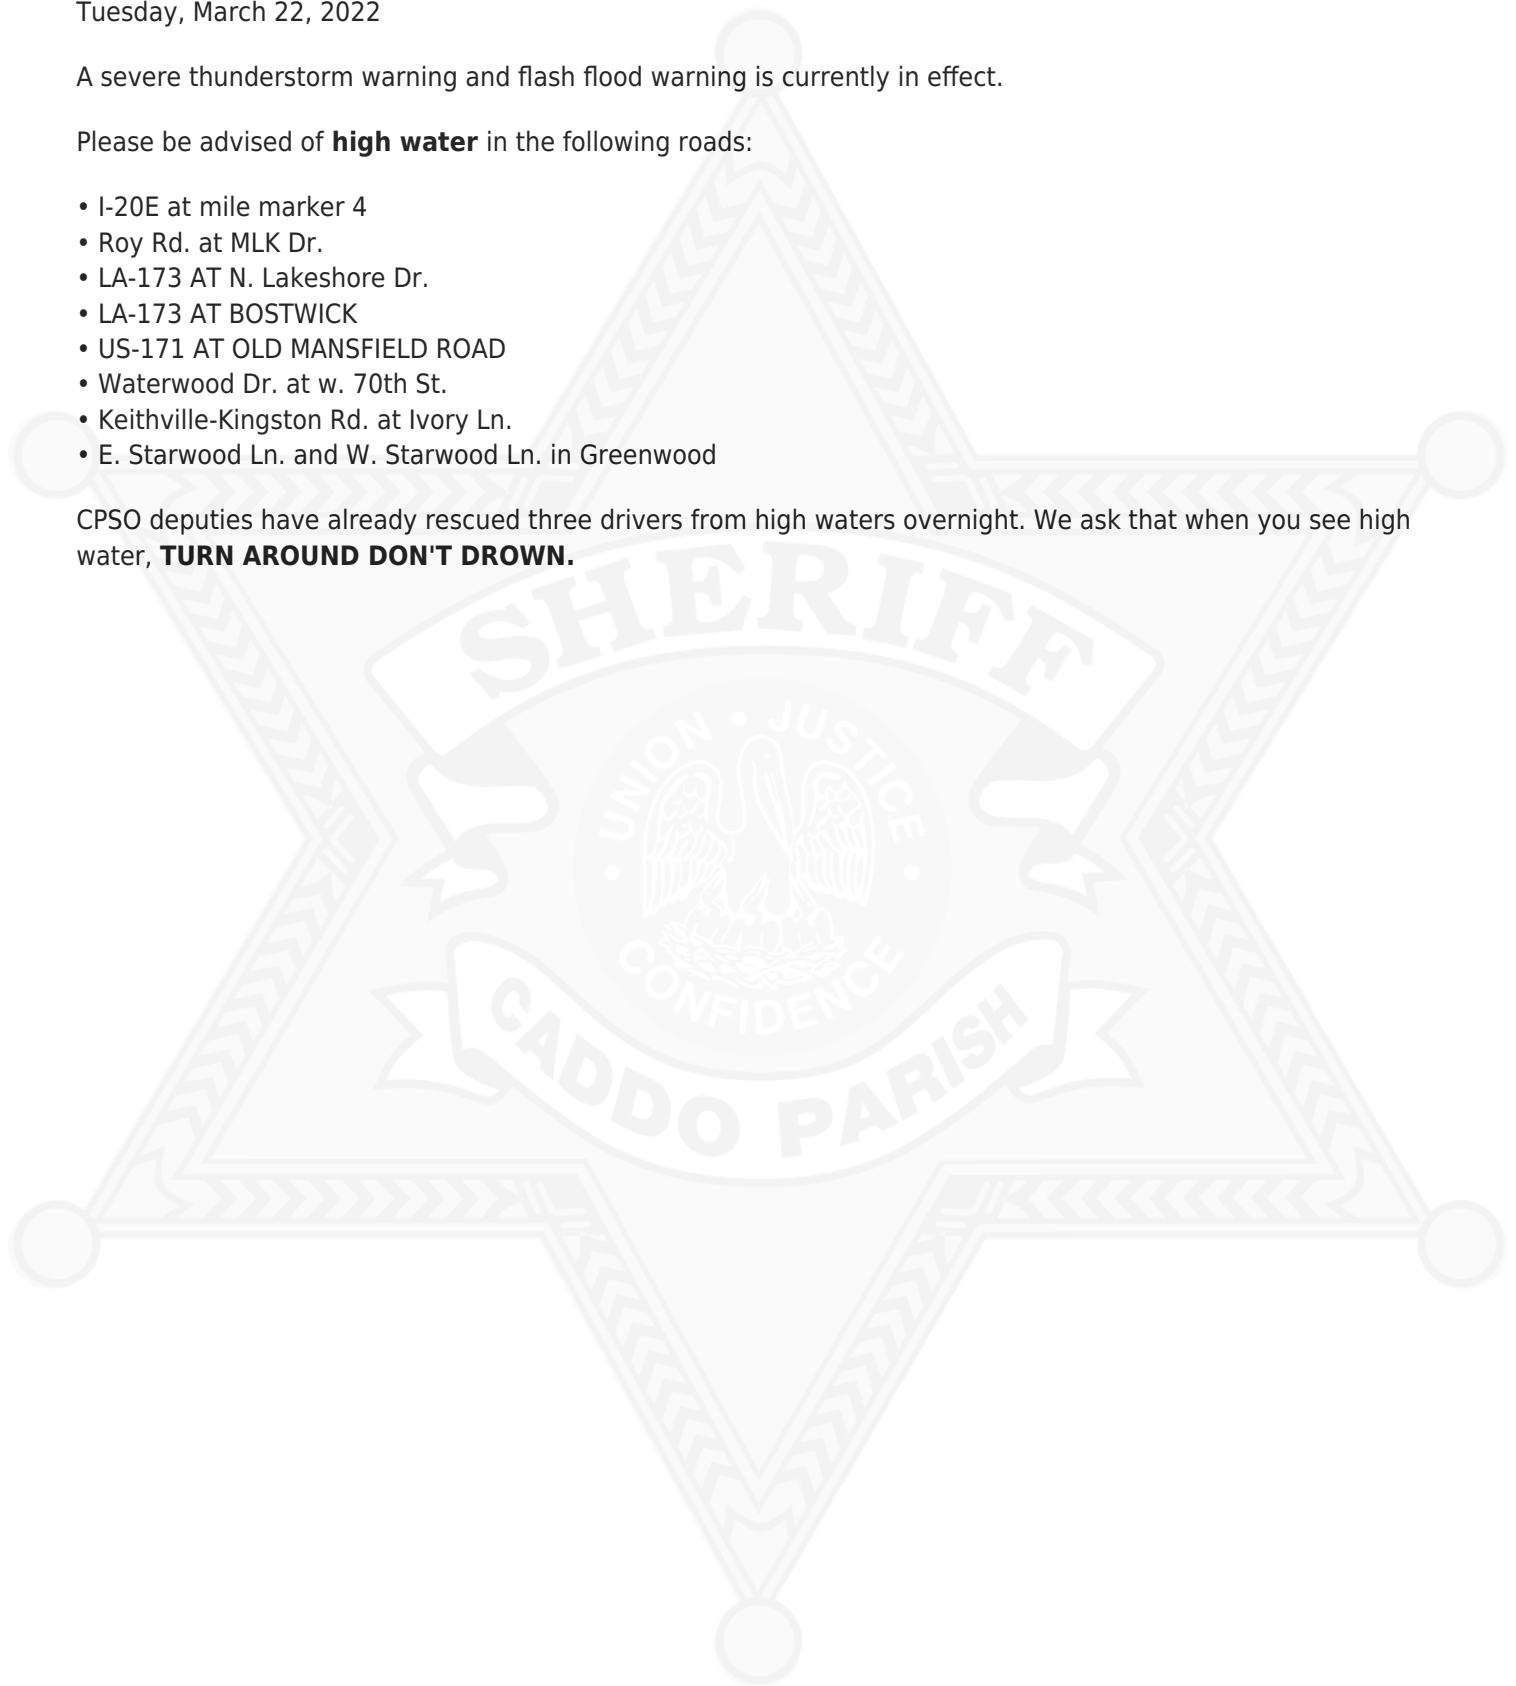 Tuesday, March 22, 2022
A severe thunderstorm warning and flash flood warning is currently in effect.
Please be advised of high water in the following roads:
• I-20E at mile marker 4
• Roy Rd. at MLK Dr.
• LA-173 AT N. Lakeshore Dr.
• LA-173 AT BOSTWICK
• US-171 AT OLD MANSFIELD ROAD
• Waterwood Dr. at w. 70th St.
• Keithville-Kingston Rd. at Ivory Ln.
• E. Starwood Ln. and W. Starwood Ln. in Greenwood
CPSO deputies have already rescued three drivers from high waters overnight. We ask that when you see high
water, TURN AROUND DON'T DROWN.
SHERIFF
UNION • JUSTICE
• CONFIDENCE •
CADDO PARISH